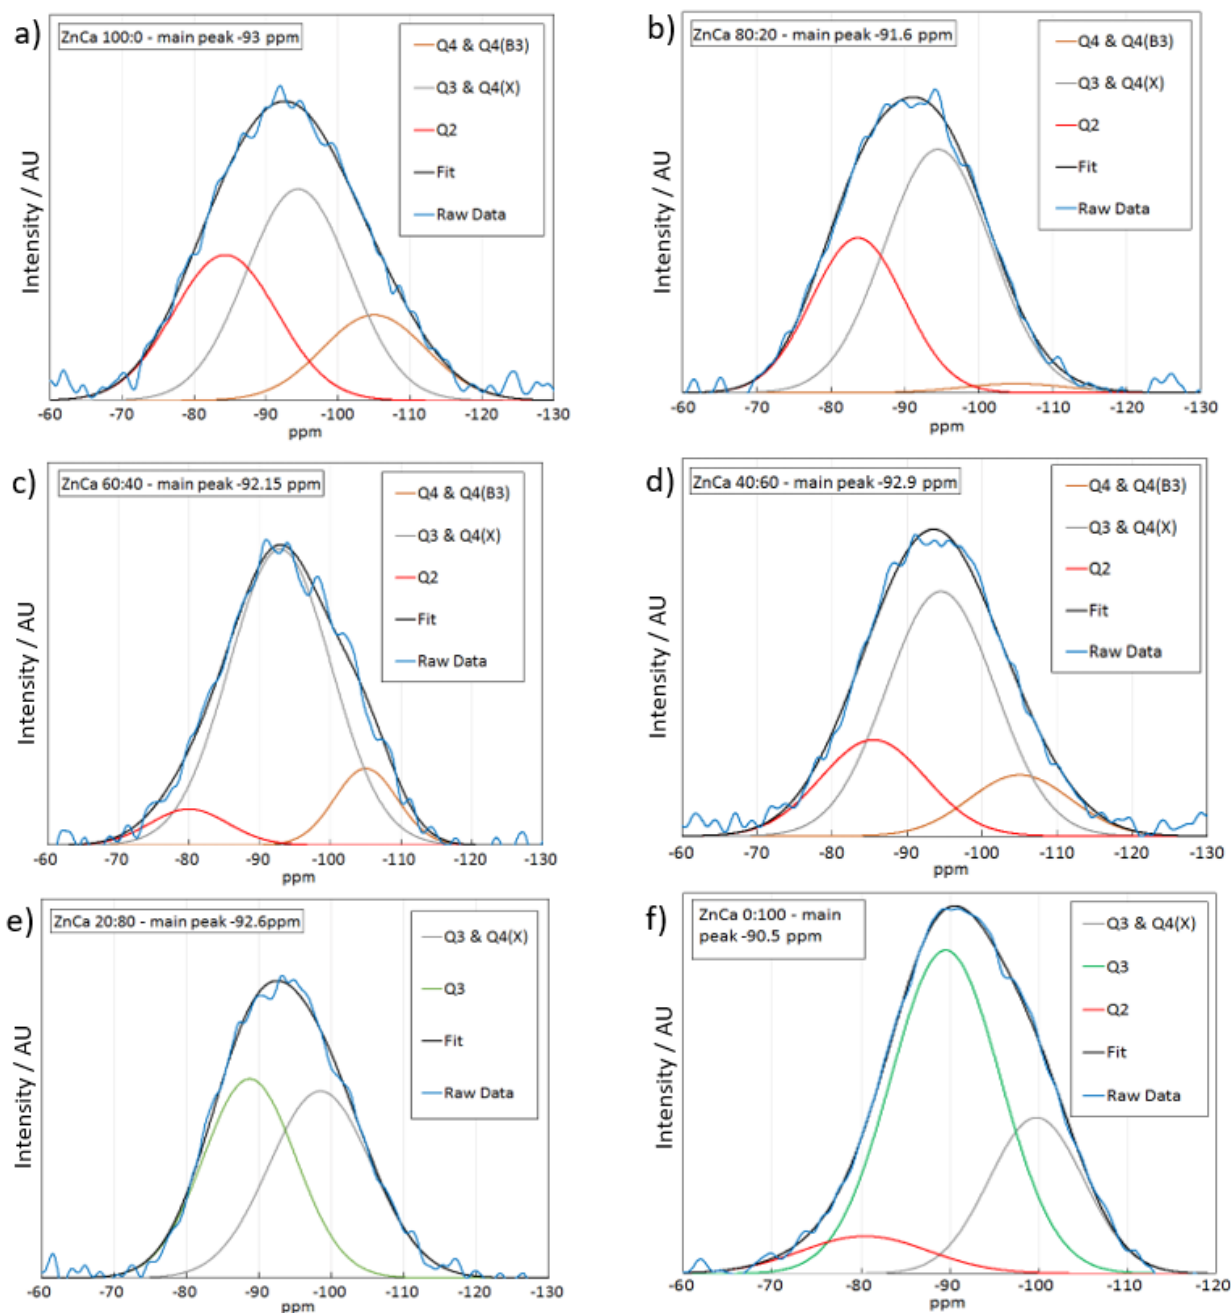 a)
ZnCa 100:0 - main peak -93 ppm
Q4 & Q4(B3)
Q3 & Q4(X)
Q2
Fit
Raw Data
Intensity / AU
-60 -70 -80 -90 -100 -110 -120 -130
ppm
b)
ZnCa 80:20 - main peak -91.6 ppm
Q4 & Q4(B3)
Q3 & Q4(X)
Q2
Fit
Raw Data
Intensity / AU
-60 -70 -80 -90 -100 -110 -120 -130
ppm
c)
ZnCa 60:40 - main peak -92.15 ppm
Q4 & Q4(B3)
Q3 & Q4(X)
Q2
Fit
Raw Data
Intensity / AU
-60 -70 -80 -90 -100 -110 -120 -130
ppm
d)
ZnCa 40:60 - main peak -92.9 ppm
Q4 & Q4(B3)
Q3 & Q4(X)
Q2
Fit
Raw Data
Intensity / AU
-60 -70 -80 -90 -100 -110 -120 -130
ppm
e)
ZnCa 20:80 - main peak -92.6ppm
Q3 & Q4(X)
Q3
Fit
Raw Data
Intensity / AU
-60 -70 -80 -90 -100 -110 -120 -130
ppm
f)
ZnCa 0:100 - main
peak -90.5 ppm
Q3 & Q4(X)
Q3
Q2
Fit
Raw Data
Intensity / AU
-60 -70 -80 -90 -100 -110 -120
ppm